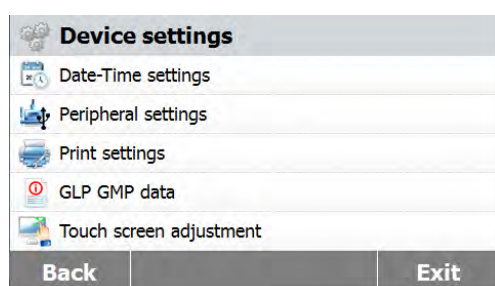 Device settings
Date-Time settings
Peripheral settings
Print settings
GLP GMP data
Touch screen adjustment
Back Exit